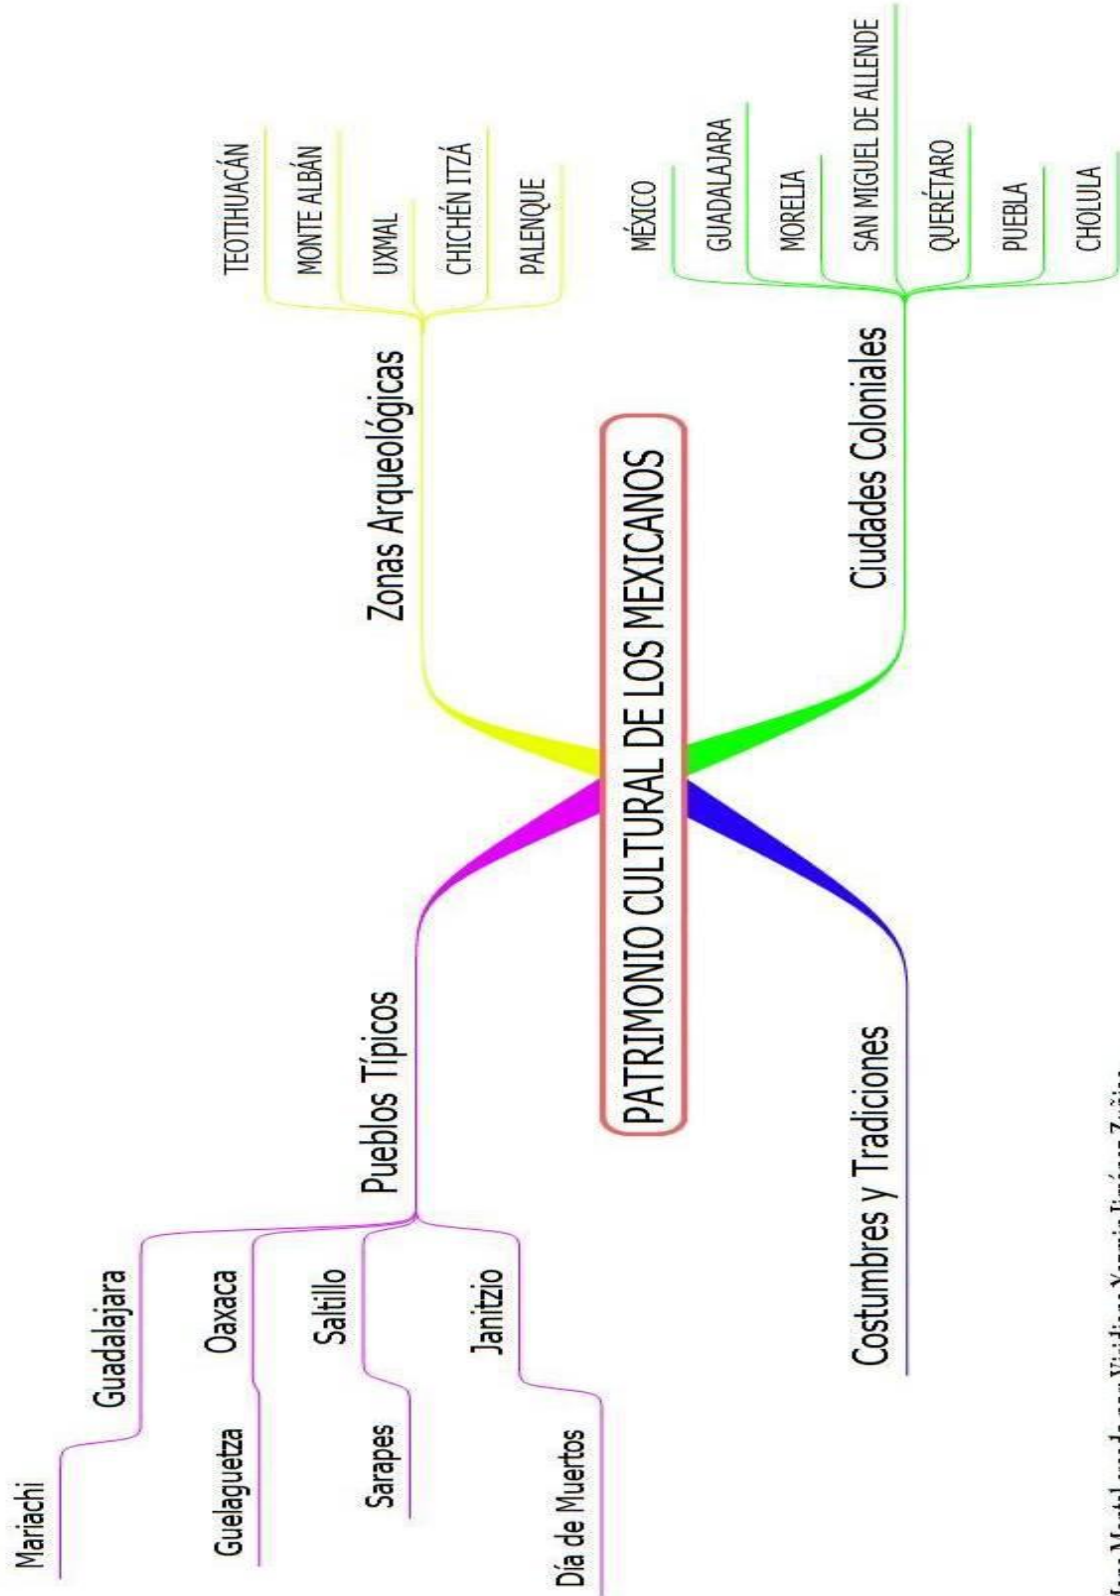 PATRIMONIO CULTURAL DE LOS MEXICANOS
Pueblos Típicos
Guadalajara
Mariachi
Oaxaca
Guelaguetza
Saltillo
Sarapes
Janitzio
Día de Muertos
Zonas Arqueológicas
TEOTIHUACÁN
MONTE ALBÁN
UXMAL
CHICHÉN ITZÁ
PALENQUE
Costumbres y Tradiciones
Ciudades Coloniales
MÉXICO
GUADALAJARA
MORELIA
SAN MIGUEL DE ALLENDE
QUERÉTARO
PUEBLA
CHOLULA
Mental por